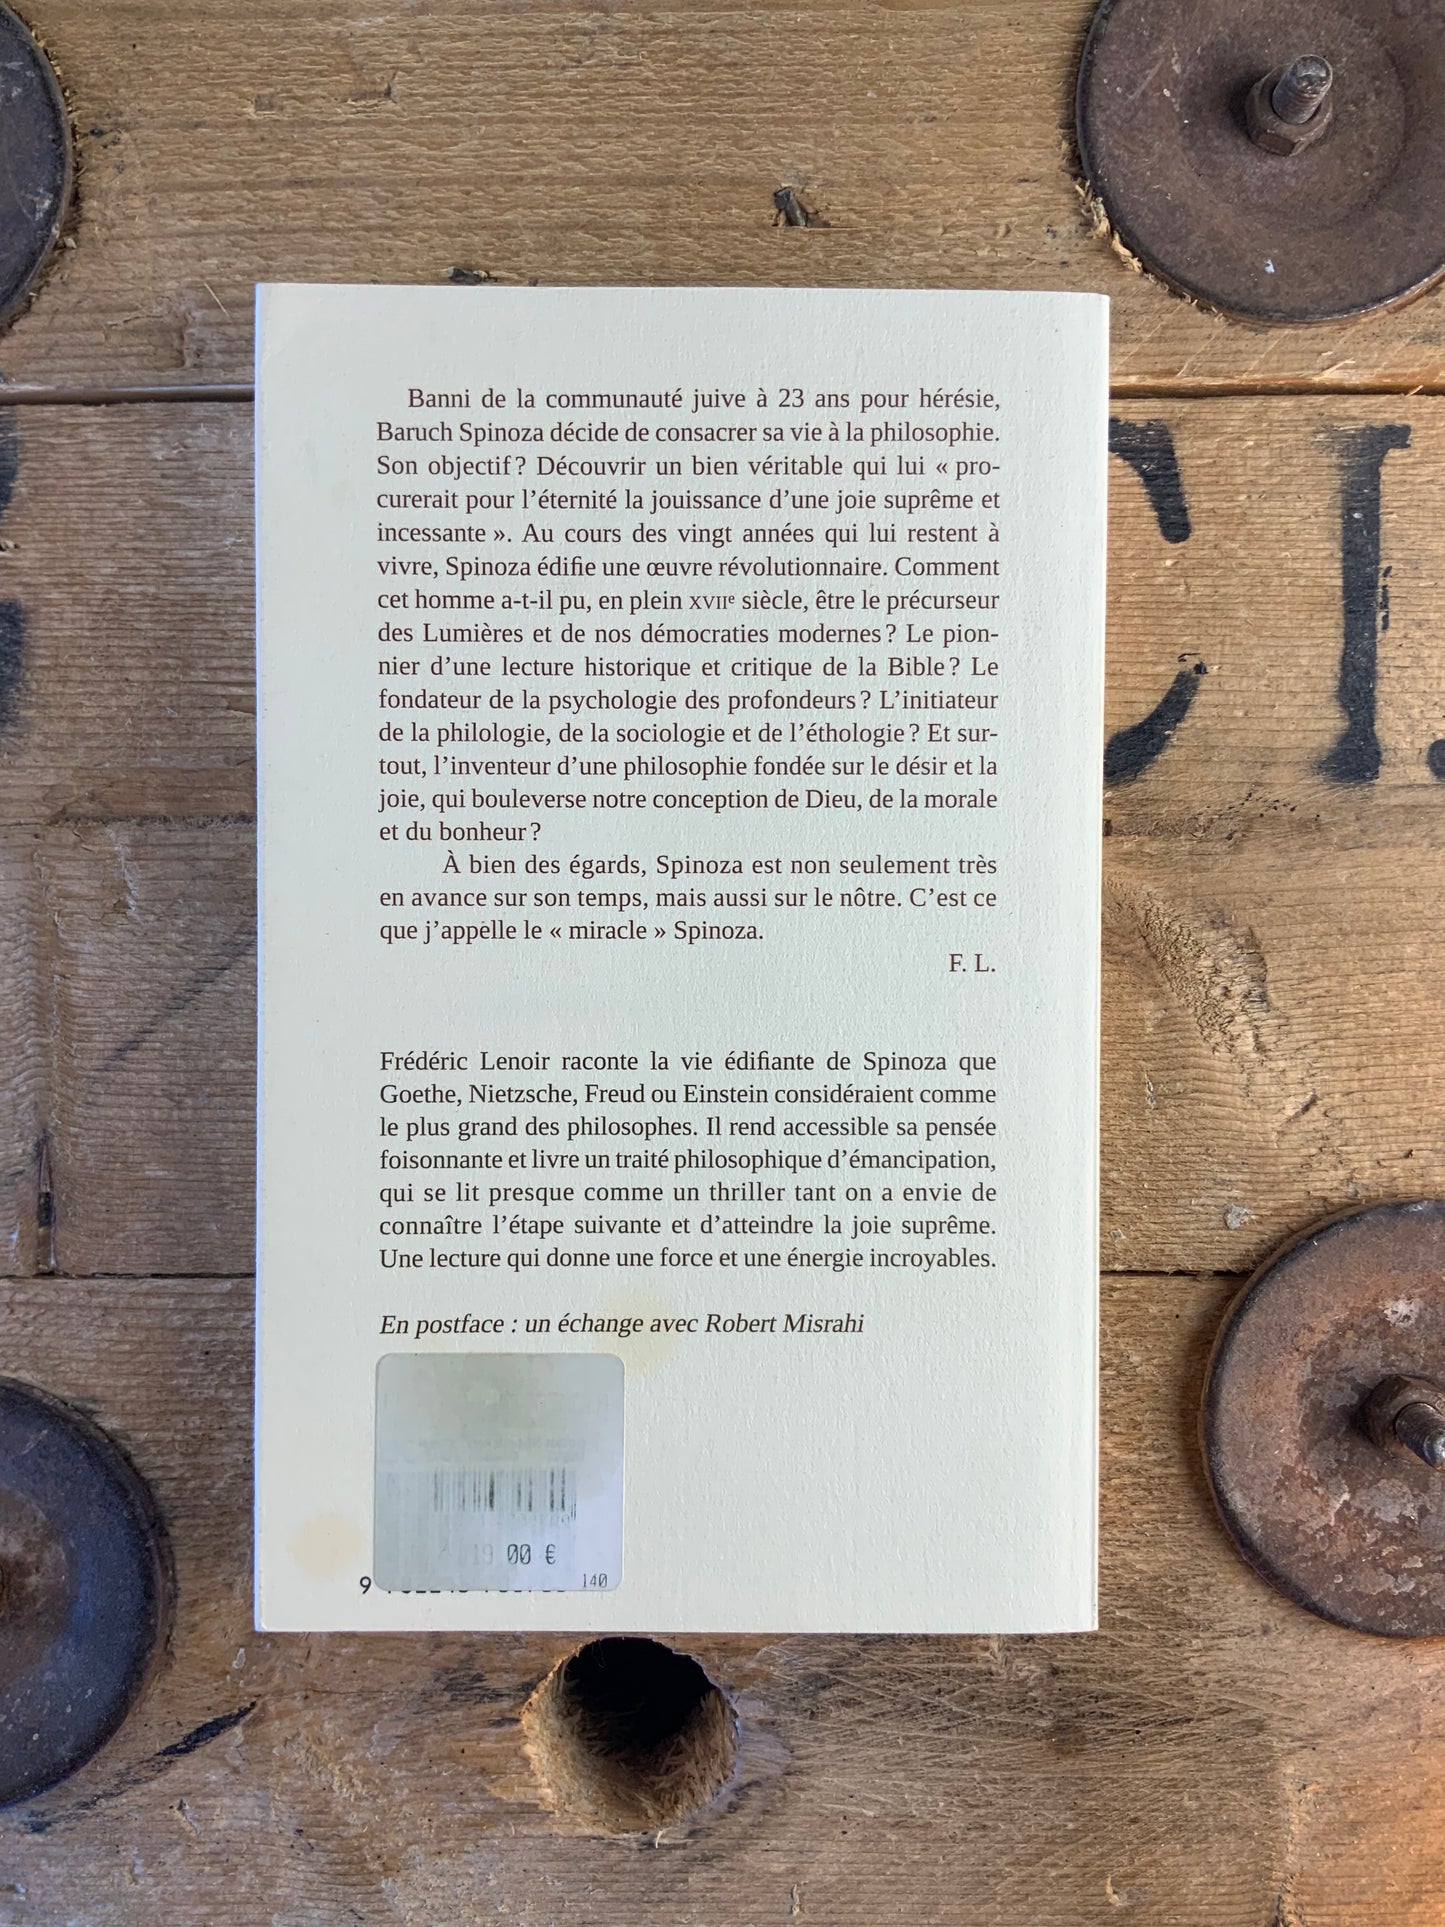 Banni de la communauté juive à 23 ans pour hérésie,
Baruch Spinoza décide de consacrer sa vie à la philosophie.
Son objectif ? Découvrir un bien véritable qui lui « pro-
curerait pour l’éternité la jouissance d’une joie suprême et
incessante ». Au cours des vingt années qui lui restent à
vivre, Spinoza édifie une œuvre révolutionnaire. Comment
cet homme a-t-il pu, en plein XVIIe siècle, être le précurseur
des Lumières et de nos démocraties modernes ? Le pion-
nier d’une lecture historique et critique de la Bible ? Le
fondateur de la psychologie des profondeurs ? L’initiateur
de la philologie, de la sociologie et de l’éthologie ? Et sur-
tout, l’inventeur d’une philosophie fondée sur le désir et la
joie, qui bouleverse notre conception de Dieu, de la morale
et du bonheur ?
À bien des égards, Spinoza est non seulement très
en avance sur son temps, mais aussi sur le nôtre. C’est ce
que j’appelle le « miracle » Spinoza.
F. L.
Frédéric Lenoir raconte la vie édifiante de Spinoza que
Goethe, Nietzsche, Freud ou Einstein considéraient comme
le plus grand des philosophes. Il rend accessible sa pensée
foisonnante et livre un traité philosophique d’émancipation,
qui se lit presque comme un thriller tant on a envie de
connaître l’étape suivante et d’atteindre la joie suprême.
Une lecture qui donne une force et une énergie incroyables.
En postface : un échange avec Robert Misrahi
19 00 €
9
140
CI.